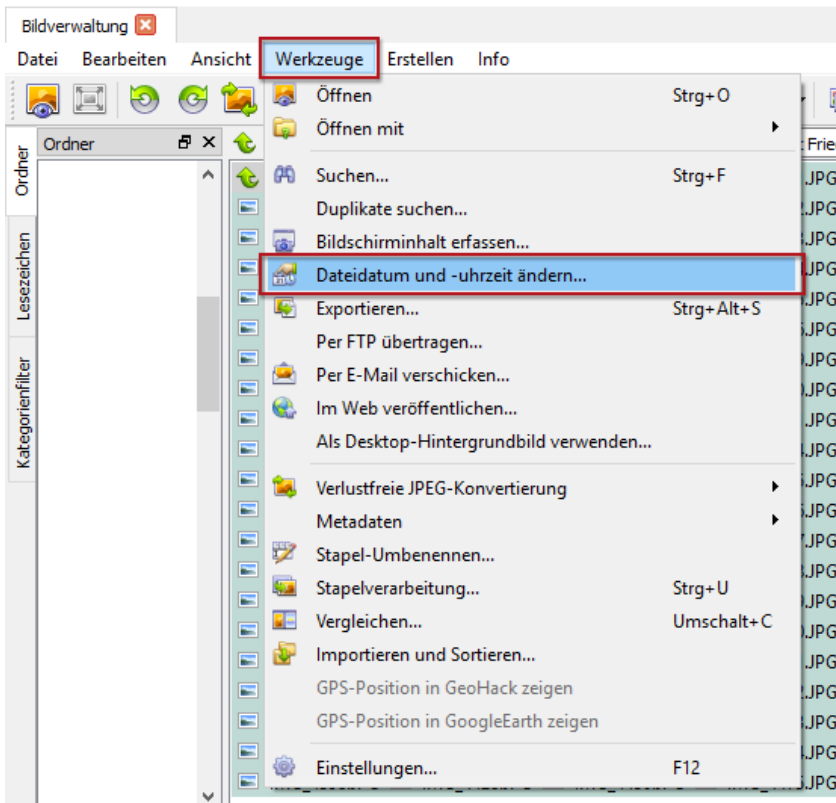 Bildverwaltung
Datei Bearbeiten Ansicht Werkzeuge Erstellen Info
Öffnen Strg+O
Öffnen mit
Ordner
Ordner
Lesezeichen
Kategorienfilter
Suchen... Strg+F
Duplikate suchen...
Bildschirminhalt erfassen...
Dateidatum und -uhrzeit ändern...
Exportieren... Strg+Alt+S
Per FTP übertragen...
Per E-Mail verschicken...
Im Web veröffentlichen...
Als Desktop-Hintergrundbild verwenden...
Verlustfreie JPEG-Konvertierung
Metadaten
Stapel-Umbenennen...
Stapelverarbeitung... Strg+U
Vergleichen... Umschalt+C
Importieren und Sortieren...
GPS-Position in GeoHack zeigen
GPS-Position in GoogleEarth zeigen
Einstellungen... F12